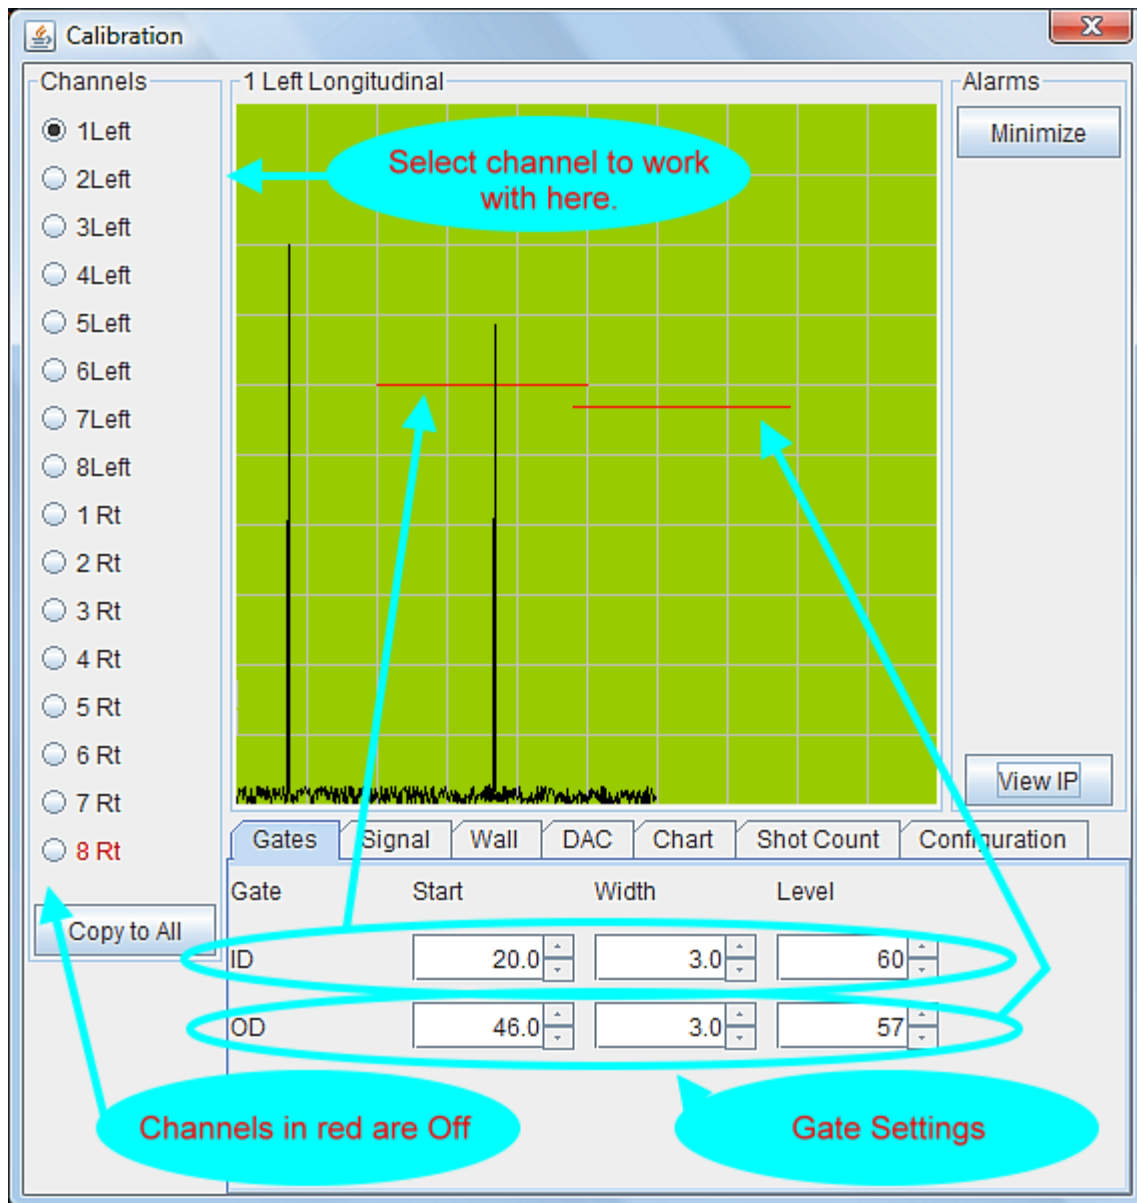 Calibration
Channels
1Left
2Left
3Left
4Left
5Left
6Left
7Left
8Left
1 Rt
2 Rt
3 Rt
4 Rt
5 Rt
6 Rt
7 Rt
8 Rt
Copy to All
1 Left Longitudinal
Select channel to work
with here.
Alarms
Minimize
View IP
Gates Signal Wall DAC Chart Shot Count Configuration
Gate Start Width Level
ID 20.0 3.0 60
OD 46.0 3.0 57
Channels in red are Off
Gate Settings